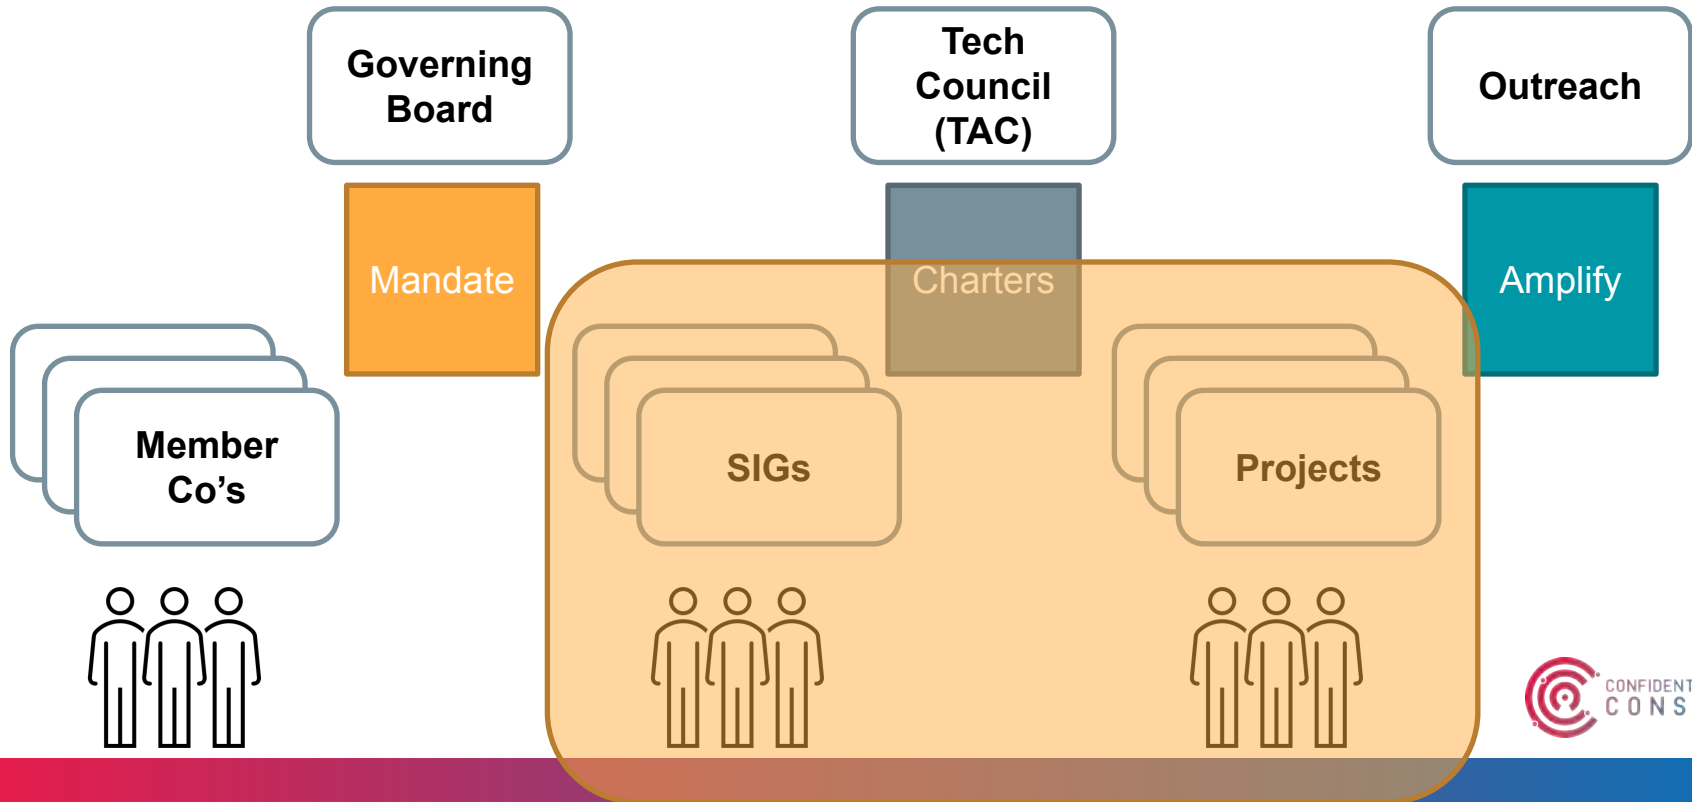 Governing
Board
Tech
Council
(TAC)
Outreach
Mandate
Charters
Amplify
Member
Co’s
SIGs
Projects
CONFIDENT
CONS